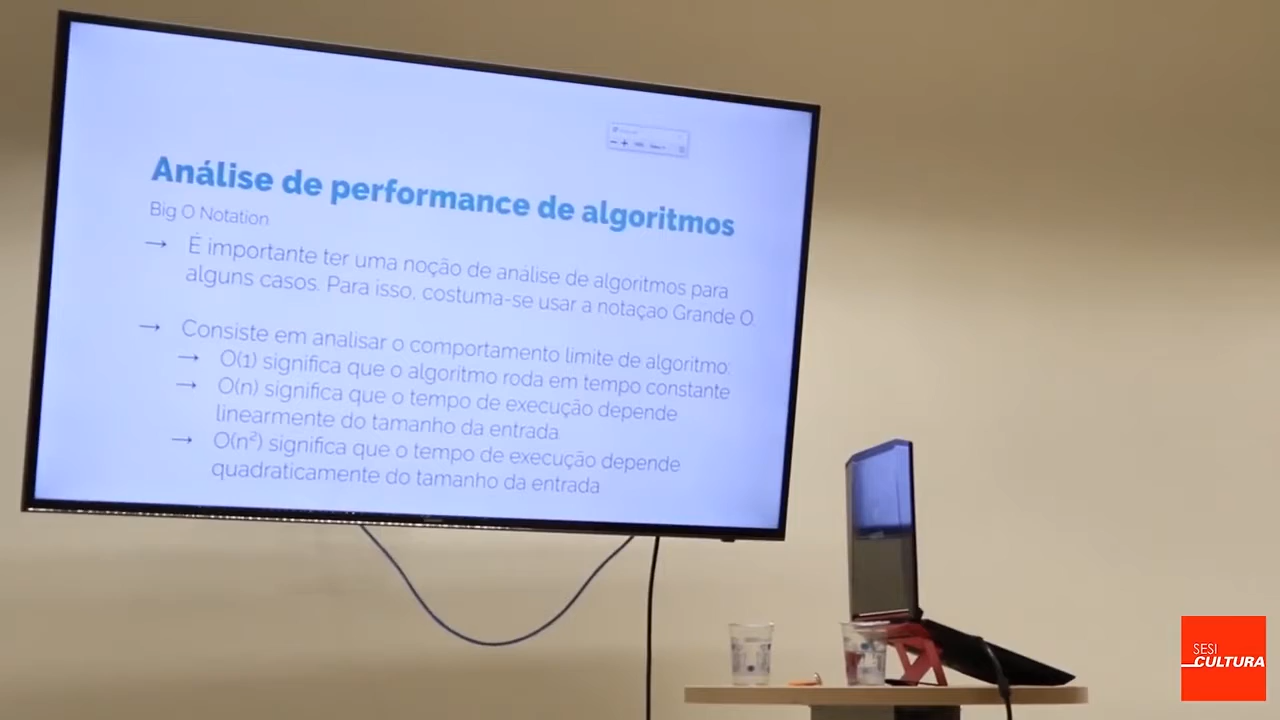 Análise de performance de algoritmos
Big O Notation
→ É importante ter uma noção de análise de algoritmos para
alguns casos. Para isso, costuma-se usar a notaçao Grande O.
→ Consiste em analisar o comportamento limite de algoritmo:
→ O(1) significa que o algoritmo roda em tempo constante
→ O(n) significa que o tempo de execução depende
linearmente do tamanho da entrada
→ O(n²) significa que o tempo de execução depende
quadraticamente do tamanho da entrada
SESI
CULTURA